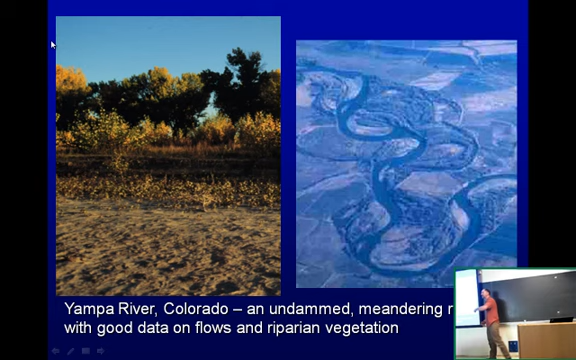 Yampa River, Colorado – an undammed, meandering
with good data on flows and riparian vegetation